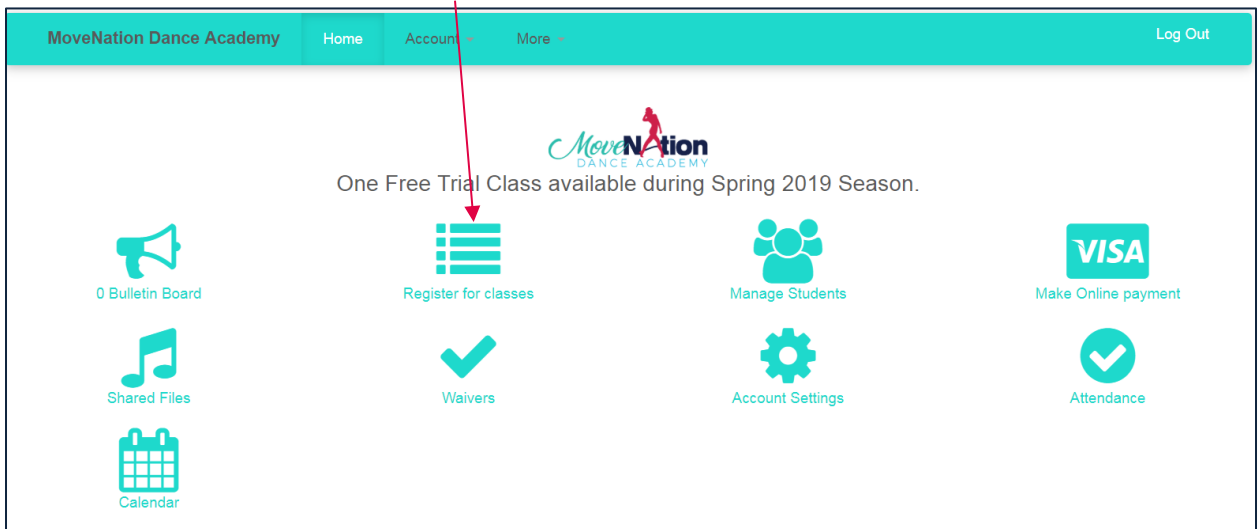 MoveNation Dance Academy Home Account More Log Out
MoveNation
DANCE ACADEMY
One Free Trial Class available during Spring 2019 Season.
VISA
0 Bulletin Board Register for classes Manage Students Make Online payment
Shared Files Waivers Account Settings Attendance
Calendar